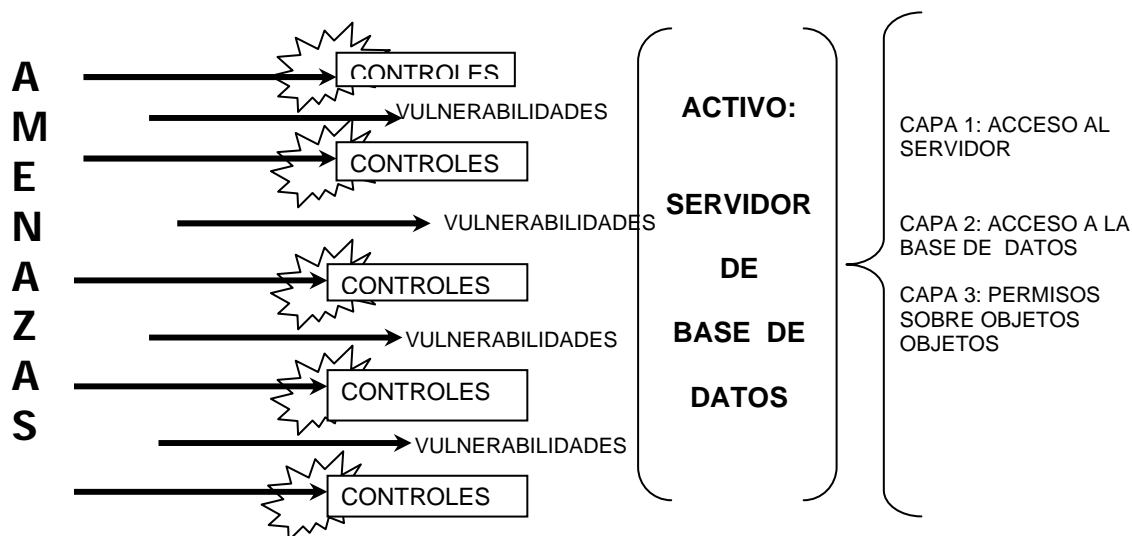 AMENAZAS
CONTROLES
VULNERABILIDADES
CONTROLES
VULNERABILIDADES
CONTROLES
VULNERABILIDADES
CONTROLES
VULNERABILIDADES
CONTROLES
ACTIVO:
SERVIDOR
DE
BASE DE
DATOS
CAPA 1: ACCESO AL
SERVIDOR
CAPA 2: ACCESO A LA
BASE DE DATOS
CAPA 3: PERMISOS
SOBRE OBJETOS
OBJETOS